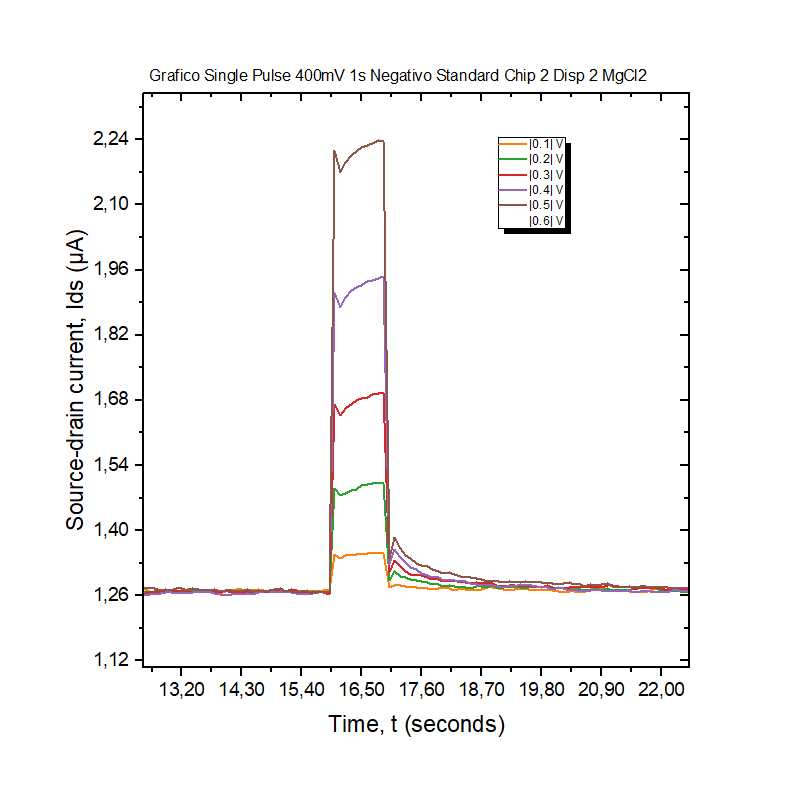 Grafico Single Pulse 400mV 1s Negativo Standard Chip 2 Disp 2 MgCl2
2,24
2,10
1,96
1,82
1,68
1,54
1,40
1,26
1,12
Source-drain current, Ids (µA)
|0.1| V
|0.2| V
|0.3| V
|0.4| V
|0.5| V
|0.6| V
13,20 14,30 15,40 16,50 17,60 18,70 19,80 20,90 22,00
Time, t (seconds)